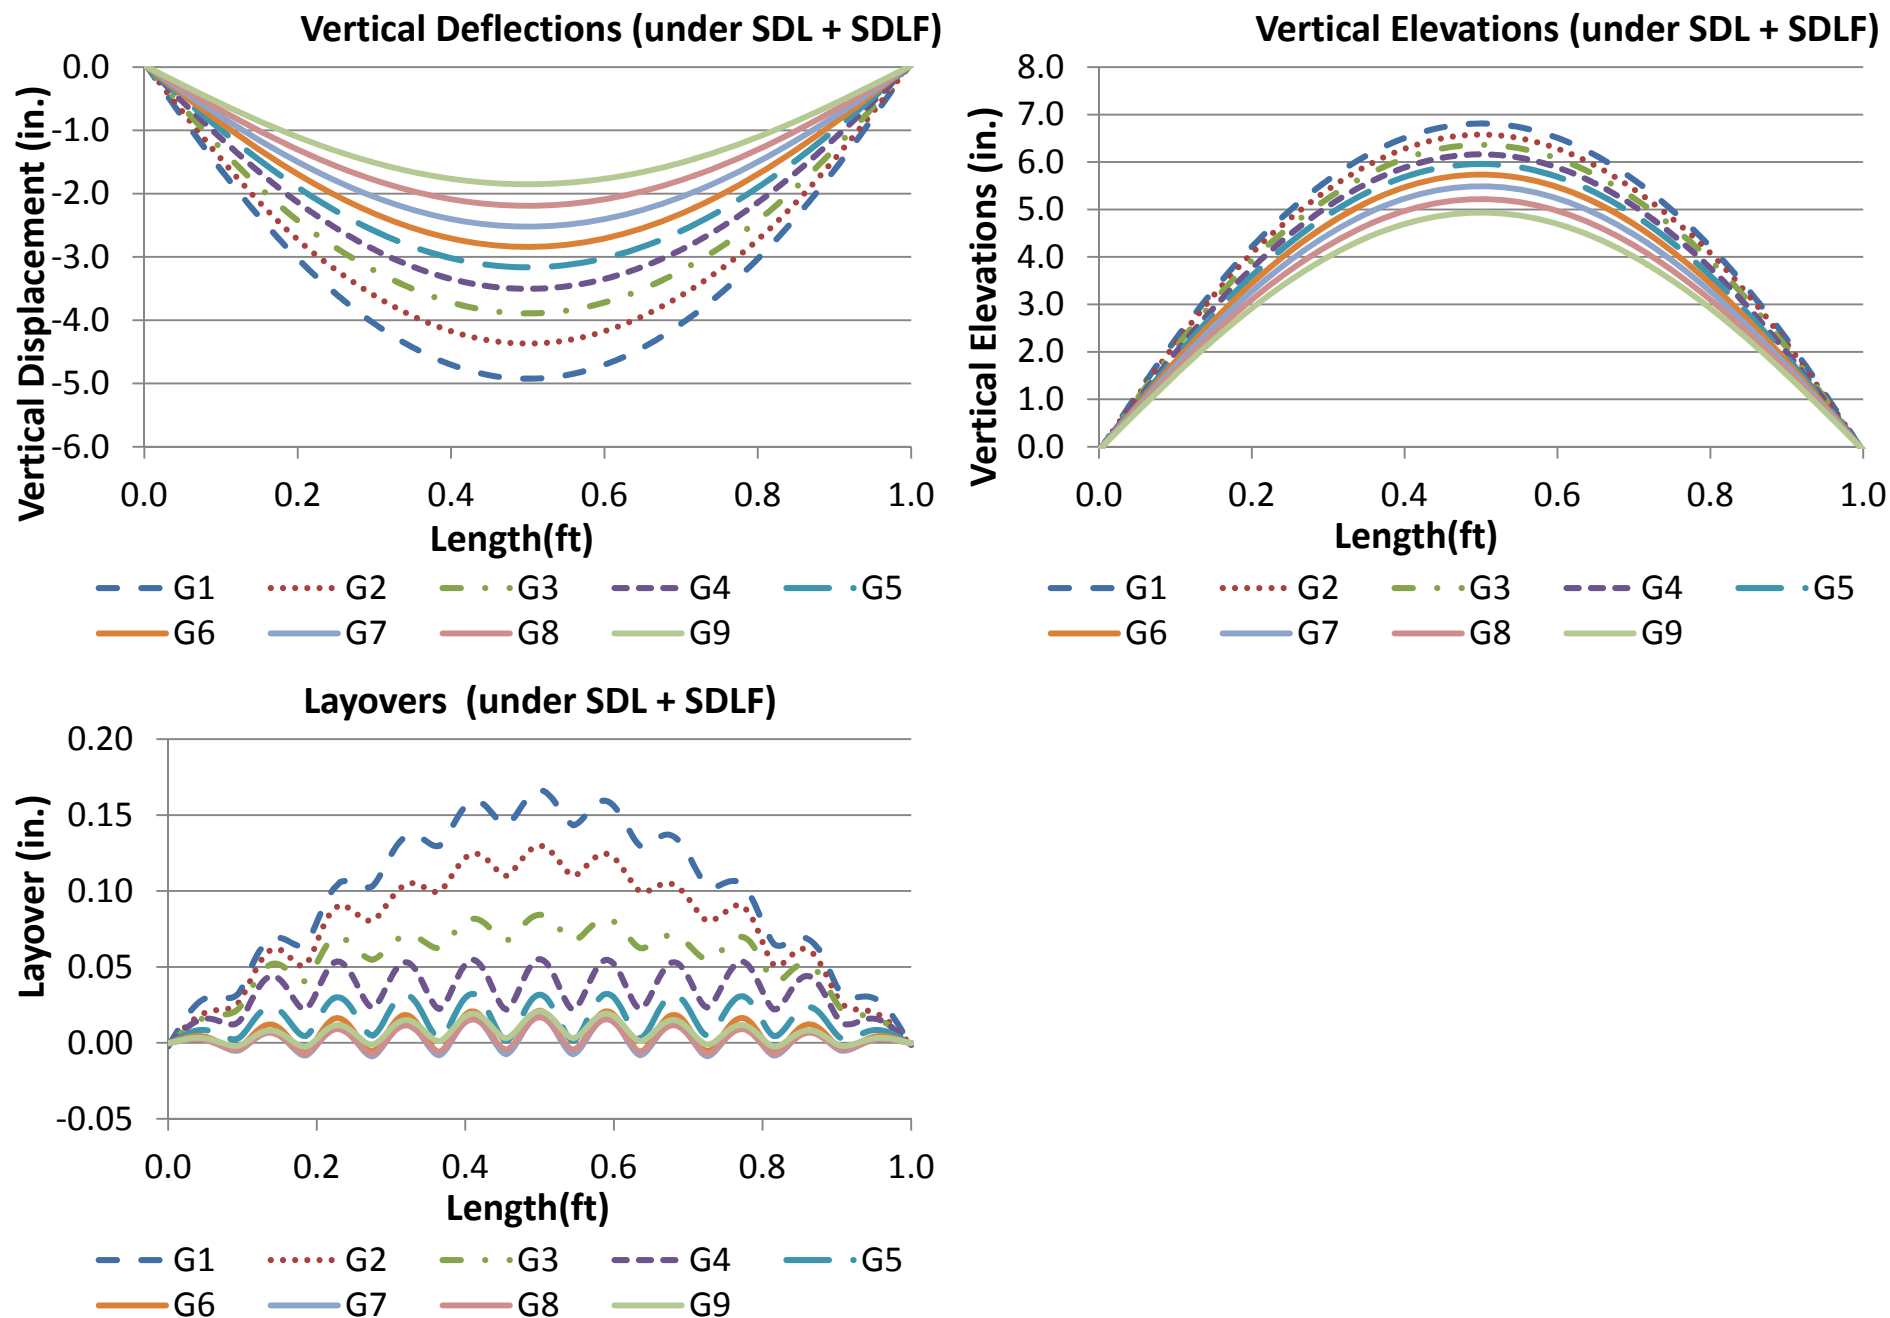 Vertical Deflections (under SDL + SDLF)
Vertical Displacement (in.)
0.0
-1.0
-2.0
-3.0
-4.0
-5.0
-6.0
0.0 0.2 0.4 0.6 0.8 1.0
Length(ft)
G1 G2 G3 G4 G5
G6 G7 G8 G9
Vertical Elevations (under SDL + SDLF)
Vertical Elevations (in.)
8.0
7.0
6.0
5.0
4.0
3.0
2.0
1.0
0.0
0.0 0.2 0.4 0.6 0.8 1.0
Length(ft)
G1 G2 G3 G4 G5
G6 G7 G8 G9
Layovers  (under SDL + SDLF)
Layover (in.)
0.20
0.15
0.10
0.05
0.00
-0.05
0.0 0.2 0.4 0.6 0.8 1.0
Length(ft)
G1 G2 G3 G4 G5
G6 G7 G8 G9